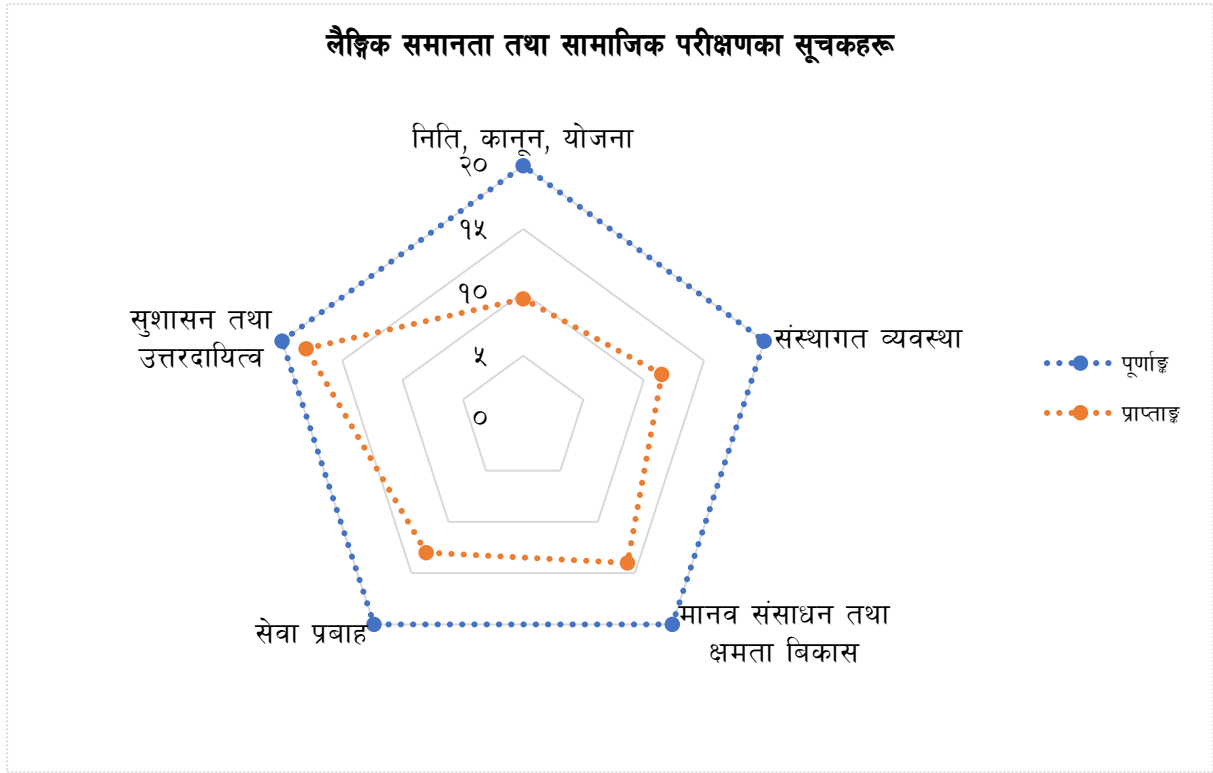 लैङ्गिक समानता तथा सामाजिक परीक्षणका सूचकहरू
निति, कानून, योजना
२०
१५
१०
५
०
सुशासन तथा
उत्तरदायित्व
संस्थागत व्यवस्था
पूर्णाङ्क
प्राप्ताङ्क
सेवा प्रबाह
मानव संसाधन तथा
क्षमता बिकास